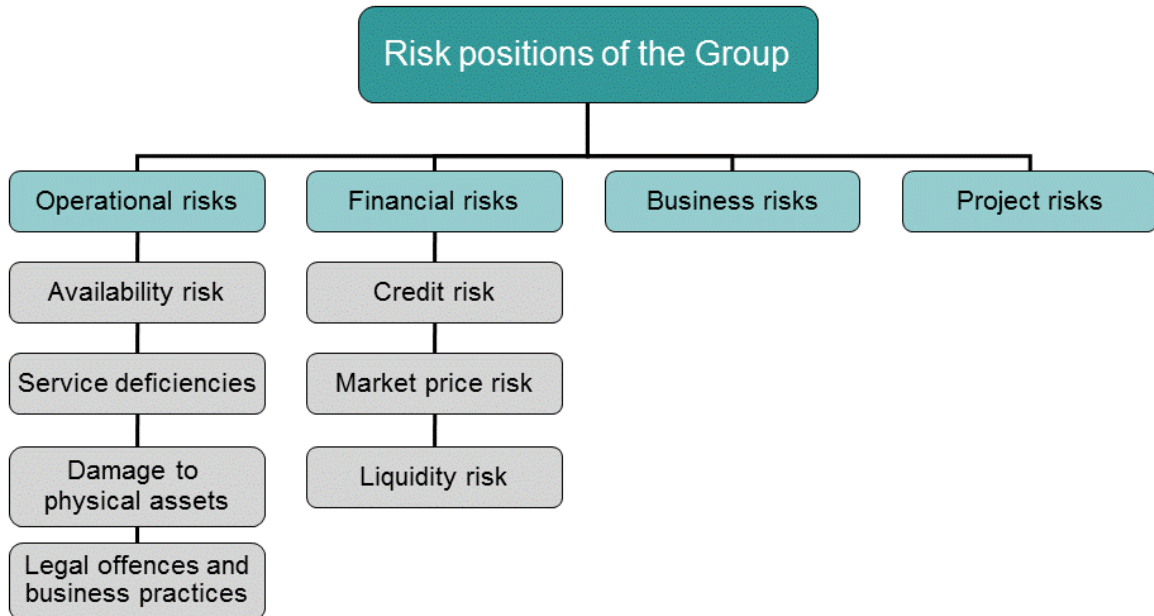 Risk positions of the Group
Operational risks
Financial risks
Business risks
Project risks
Availability risk
Credit risk
Service deficiencies
Market price risk
Damage to
physical assets
Liquidity risk
Legal offences and
business practices